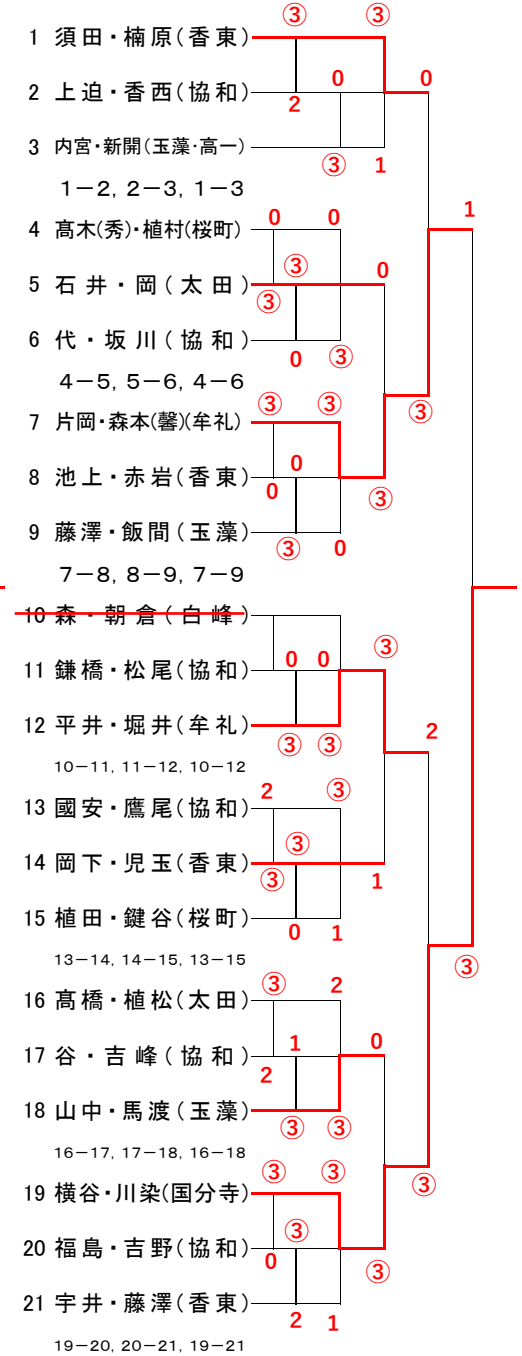 ③ ③
1 須田・楠原(香東)
0 0
2 上迫・香西(協和)
2
3 内宮・新開(玉藻・高一)
③ 1
1－2, 2－3, 1－3
1
0 0
4 髙木(秀)・植村(桜町)
③ 0
5 石井・岡(太田)
③
6 代・坂川(協和)
0 ③
4－5, 5－6, 4－6
③ ③ ③
7 片岡・森本(馨)(牟礼)
0
8 池上・赤岩(香東)
0 ③
9 藤澤・飯間(玉藻)
③ 0
7－8, 8－9, 7－9
10 森・朝倉(白峰)
③
0 0
11 鎌橋・松尾(協和)
12 平井・堀井(牟礼)
2
③ ③
10－11, 11－12, 10－12
2 ③
13 國安・鷹尾(協和)
③
14 岡下・児玉(香東)
③ 1
15 植田・鍵谷(桜町)
0 1
13－14, 14－15, 13－15
③
③ 2
16 髙橋・植松(太田)
1 0
17 谷・吉峰(協和)
2
18 山中・馬渡(玉藻)
③ ③
16－17, 17－18, 16－18
③ ③ ③
19 横谷・川染(国分寺)
③
20 福島・吉野(協和)
0 ③
21 宇井・藤澤(香東)
2 1
19－20, 20－21, 19－21